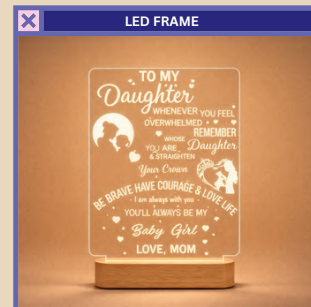 LED FRAME
TO MY
Daughter
WHENEVER YOU FEEL
OVERWHELMED
REMEMBER
WHOSE
Daughter
YOU ARE
& STRAIGHTEN
Your Crown
BE BRAVE HAVE COURAGE & LOVE LIFE
- I am always with you -
YOU'LL ALWAYS BE MY
Baby Girl
LOVE, MOM